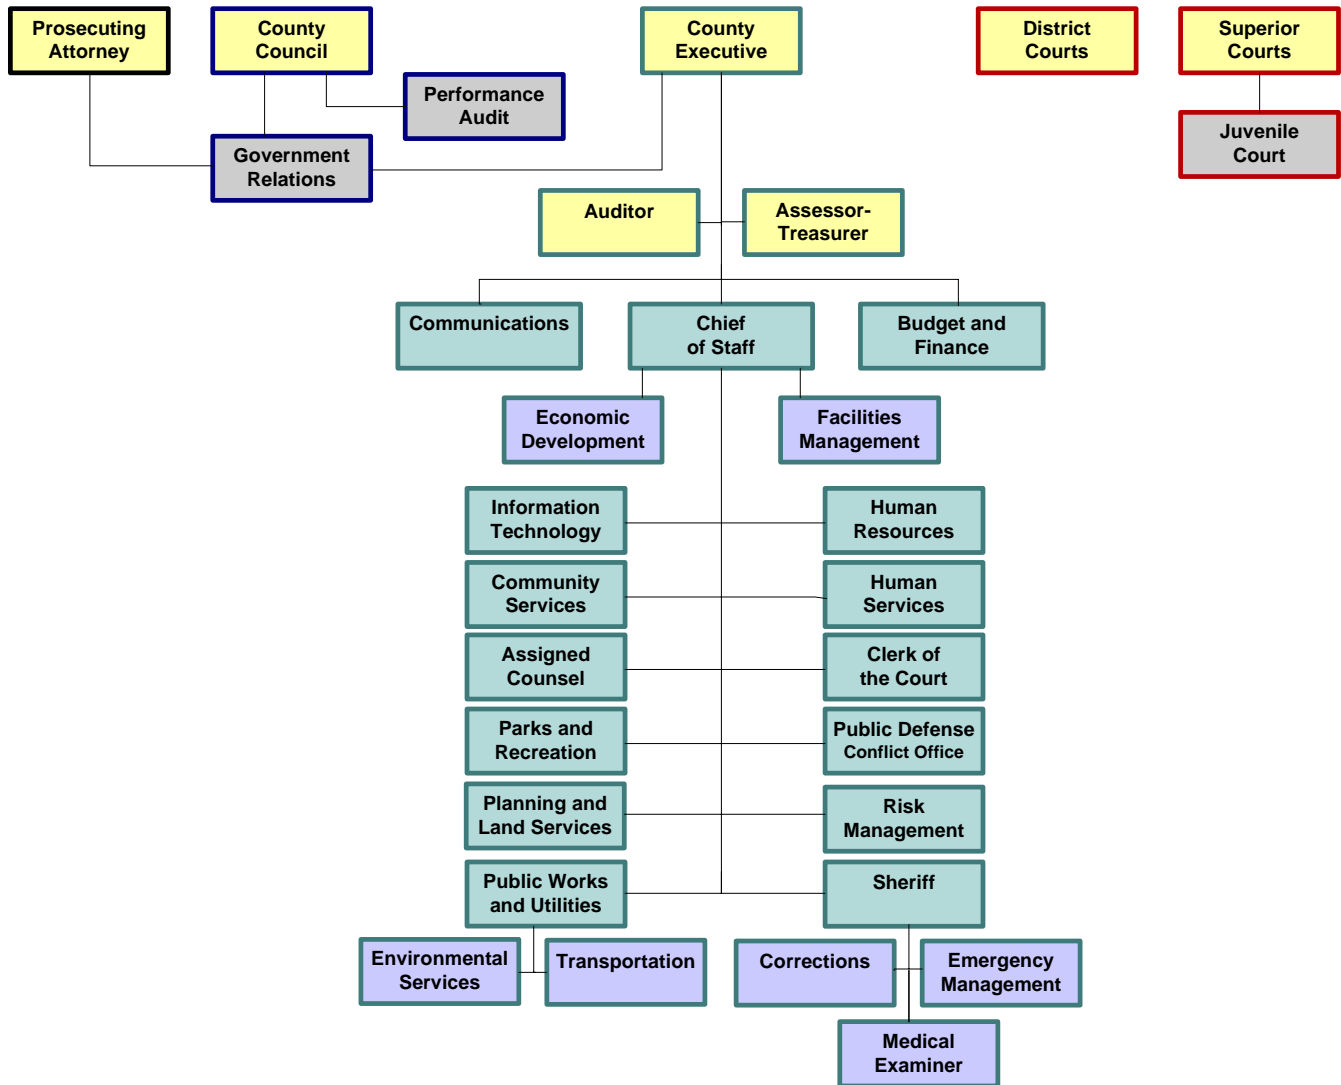 Prosecuting
Attorney
County
Council
County
Executive
District
Courts
Superior
Courts
Performance
Audit
Juvenile
Court
Government
Relations
Auditor
Assessor-
Treasurer
Communications
Chief
of Staff
Budget and
Finance
Economic
Development
Facilities
Management
Information
Technology
Human
Resources
Community
Services
Human
Services
Assigned
Counsel
Clerk of
the Court
Parks and
Recreation
Public Defense
Conflict Office
Planning and
Land Services
Risk
Management
Public Works
and Utilities
Sheriff
Environmental
Services
Transportation
Corrections
Emergency
Management
Medical
Examiner